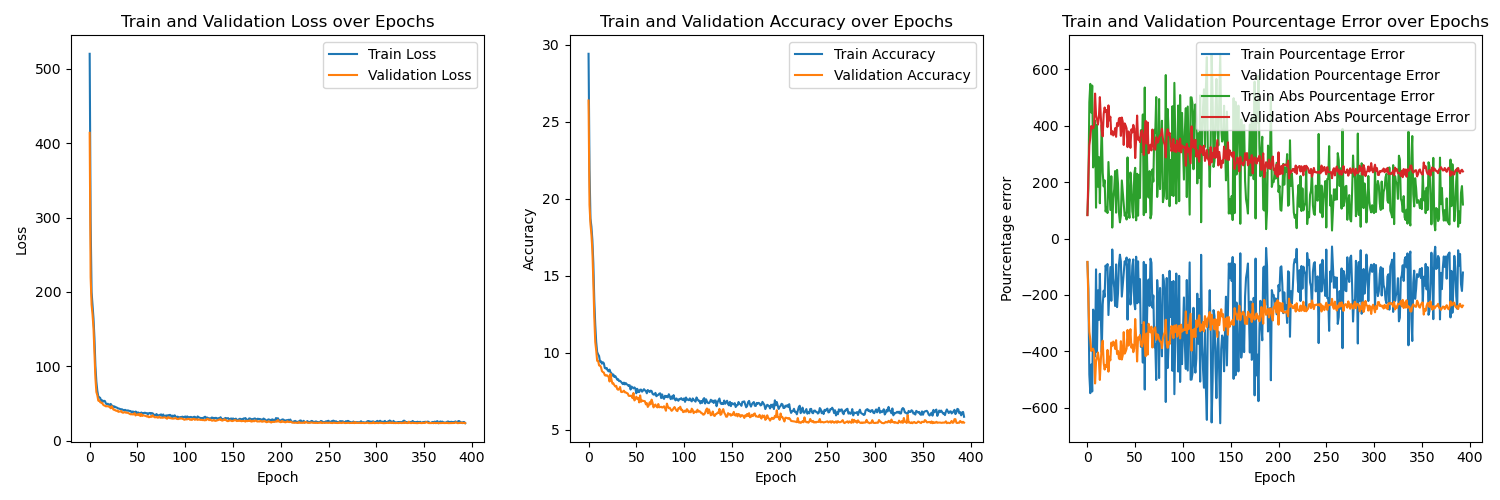 Train and Validation Loss over Epochs
Train Loss
Validation Loss
500
400
300
200
100
0
Loss
0 50 100 150 200 250 300 350 400
Epoch
Train and Validation Accuracy over Epochs
Train Accuracy
Validation Accuracy
30
25
20
15
10
5
Accuracy
0 50 100 150 200 250 300 350 400
Epoch
Train and Validation Pourcentage Error over Epochs
Train Pourcentage Error
Validation Pourcentage Error
Train Abs Pourcentage Error
Validation Abs Pourcentage Error
600
400
200
0
−200
−400
−600
Pourcentage error
0 50 100 150 200 250 300 350 400
Epoch